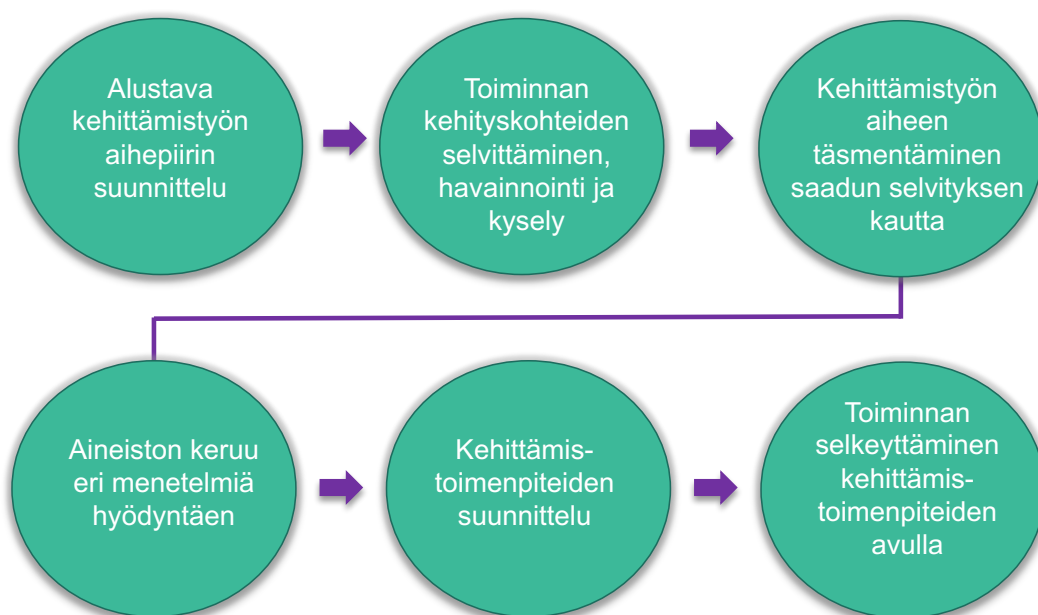 Alustava
kehittämistyön
aihepiirin
suunnittelu
Toiminnan
kehityskohteiden
selvittäminen,
havainnointi ja
kysely
Kehittämistyön
aiheen
täsmentäminen
saadun selvityksen
kautta
Aineiston keruu
eri menetelmiä
hyödyntäen
Kehittämis-
toimenpiteiden
suunnittelu
Toiminnan
selkeyttäminen
kehittämis-
toimenpiteiden
avulla